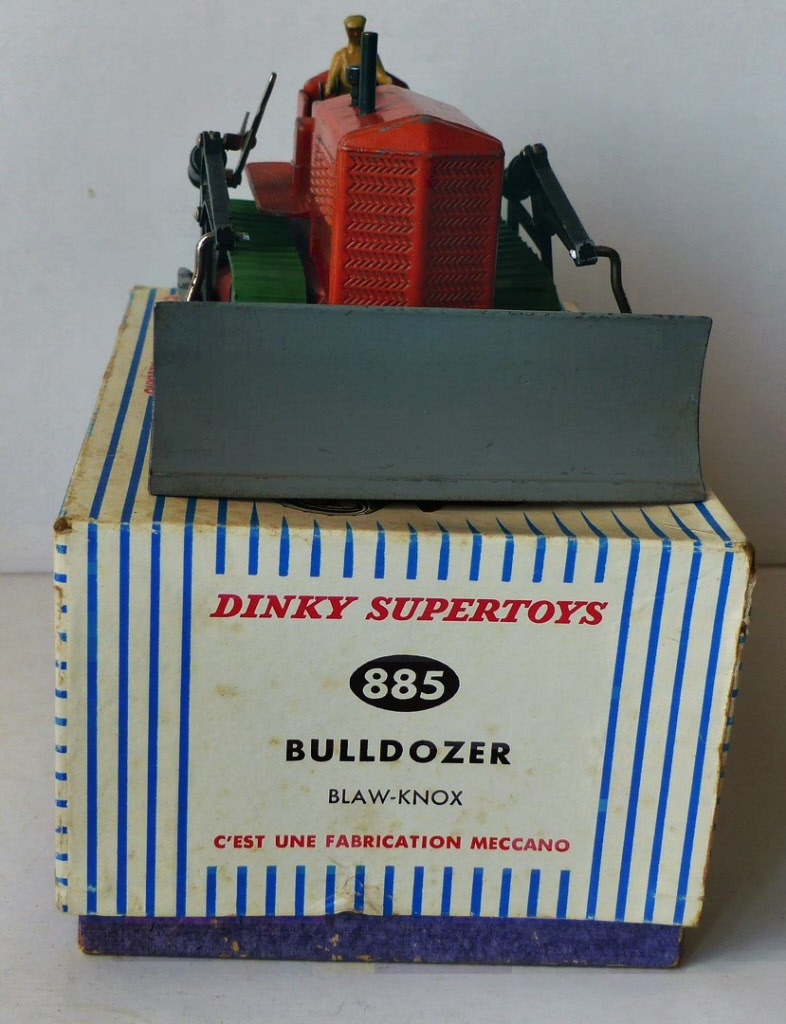 DINKY SUPERTOYS
885
BULLDOZER
BLAW-KNOX
C'EST UNE FABRICATION MECCANO